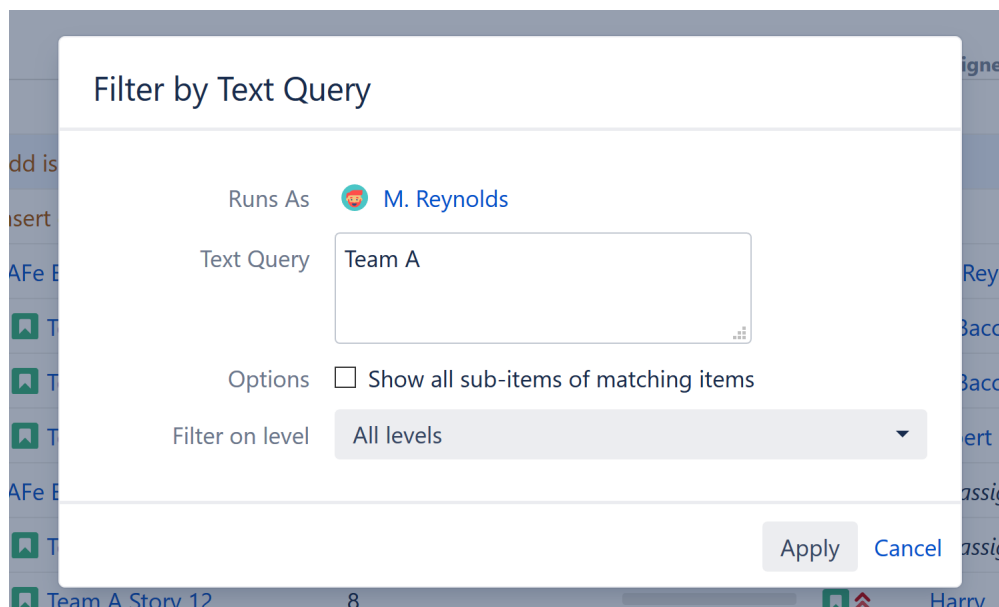 Filter by Text Query
Runs As M. Reynolds
Text Query Team A
Options Show all sub-items of matching items
Filter on level All levels
Apply Cancel
Team A Story 12 8 Harry